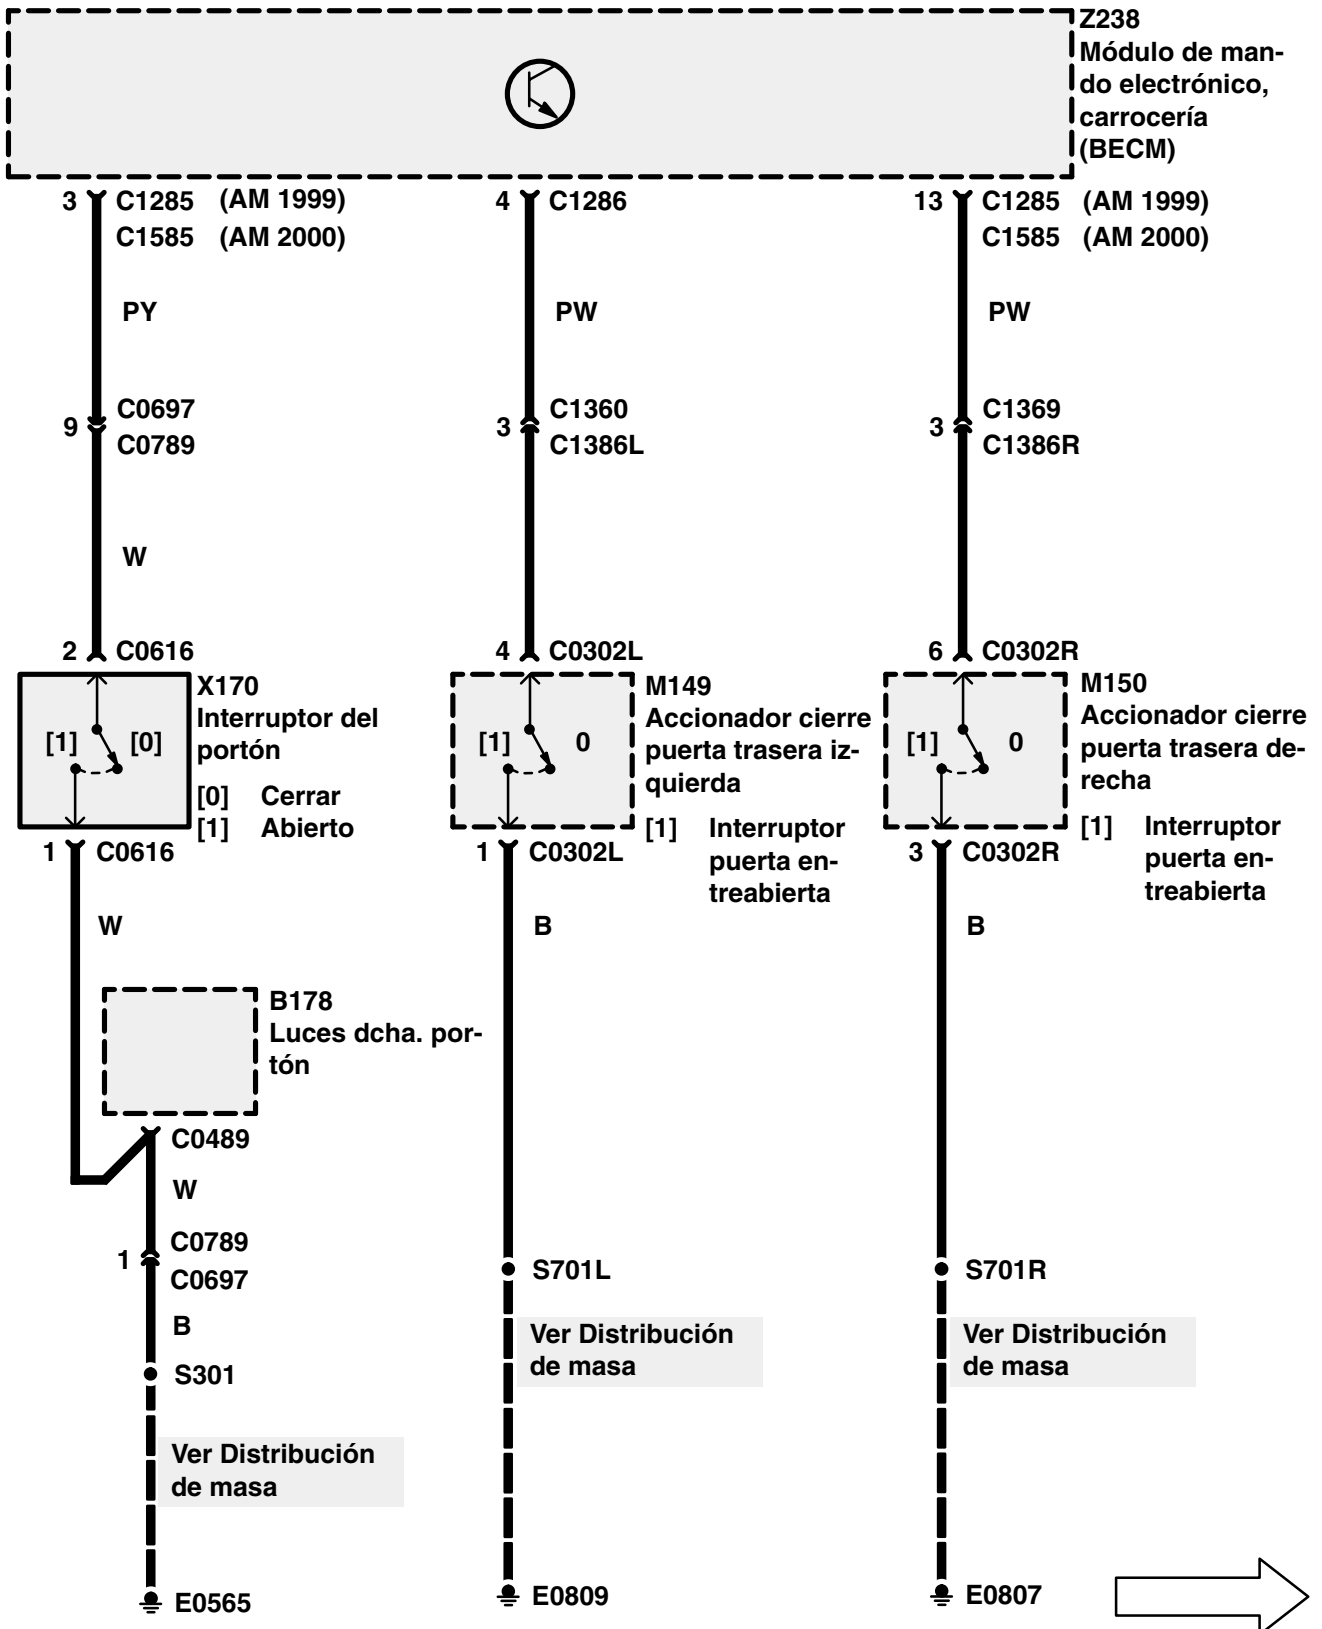 Z238
Módulo de man-
do electrónico,
carrocería
(BECM)
3 C1285 (AM 1999)
C1585 (AM 2000)
4 C1286
13 C1285 (AM 1999)
C1585 (AM 2000)
PY
PW
PW
9 C0697
C0789
3 C1360
C1386L
3 C1369
C1386R
W
2 C0616
4 C0302L
6 C0302R
X170
Interruptor del
portón
[1] [0]
[0] Cerrar
[1] Abierto
M149
Accionador cierre
puerta trasera iz-
quierda
[1] 0
[1] Interruptor
puerta en-
treabierta
M150
Accionador cierre
puerta trasera de-
recha
[1] 0
[1] Interruptor
puerta en-
treabierta
1 C0616
1 C0302L
3 C0302R
W
B
B
B178
Luces dcha. por-
tón
C0489
W
1 C0789
C0697
B
S301
S701L
S701R
Ver Distribución
de masa
Ver Distribución
de masa
Ver Distribución
de masa
E0565
E0809
E0807